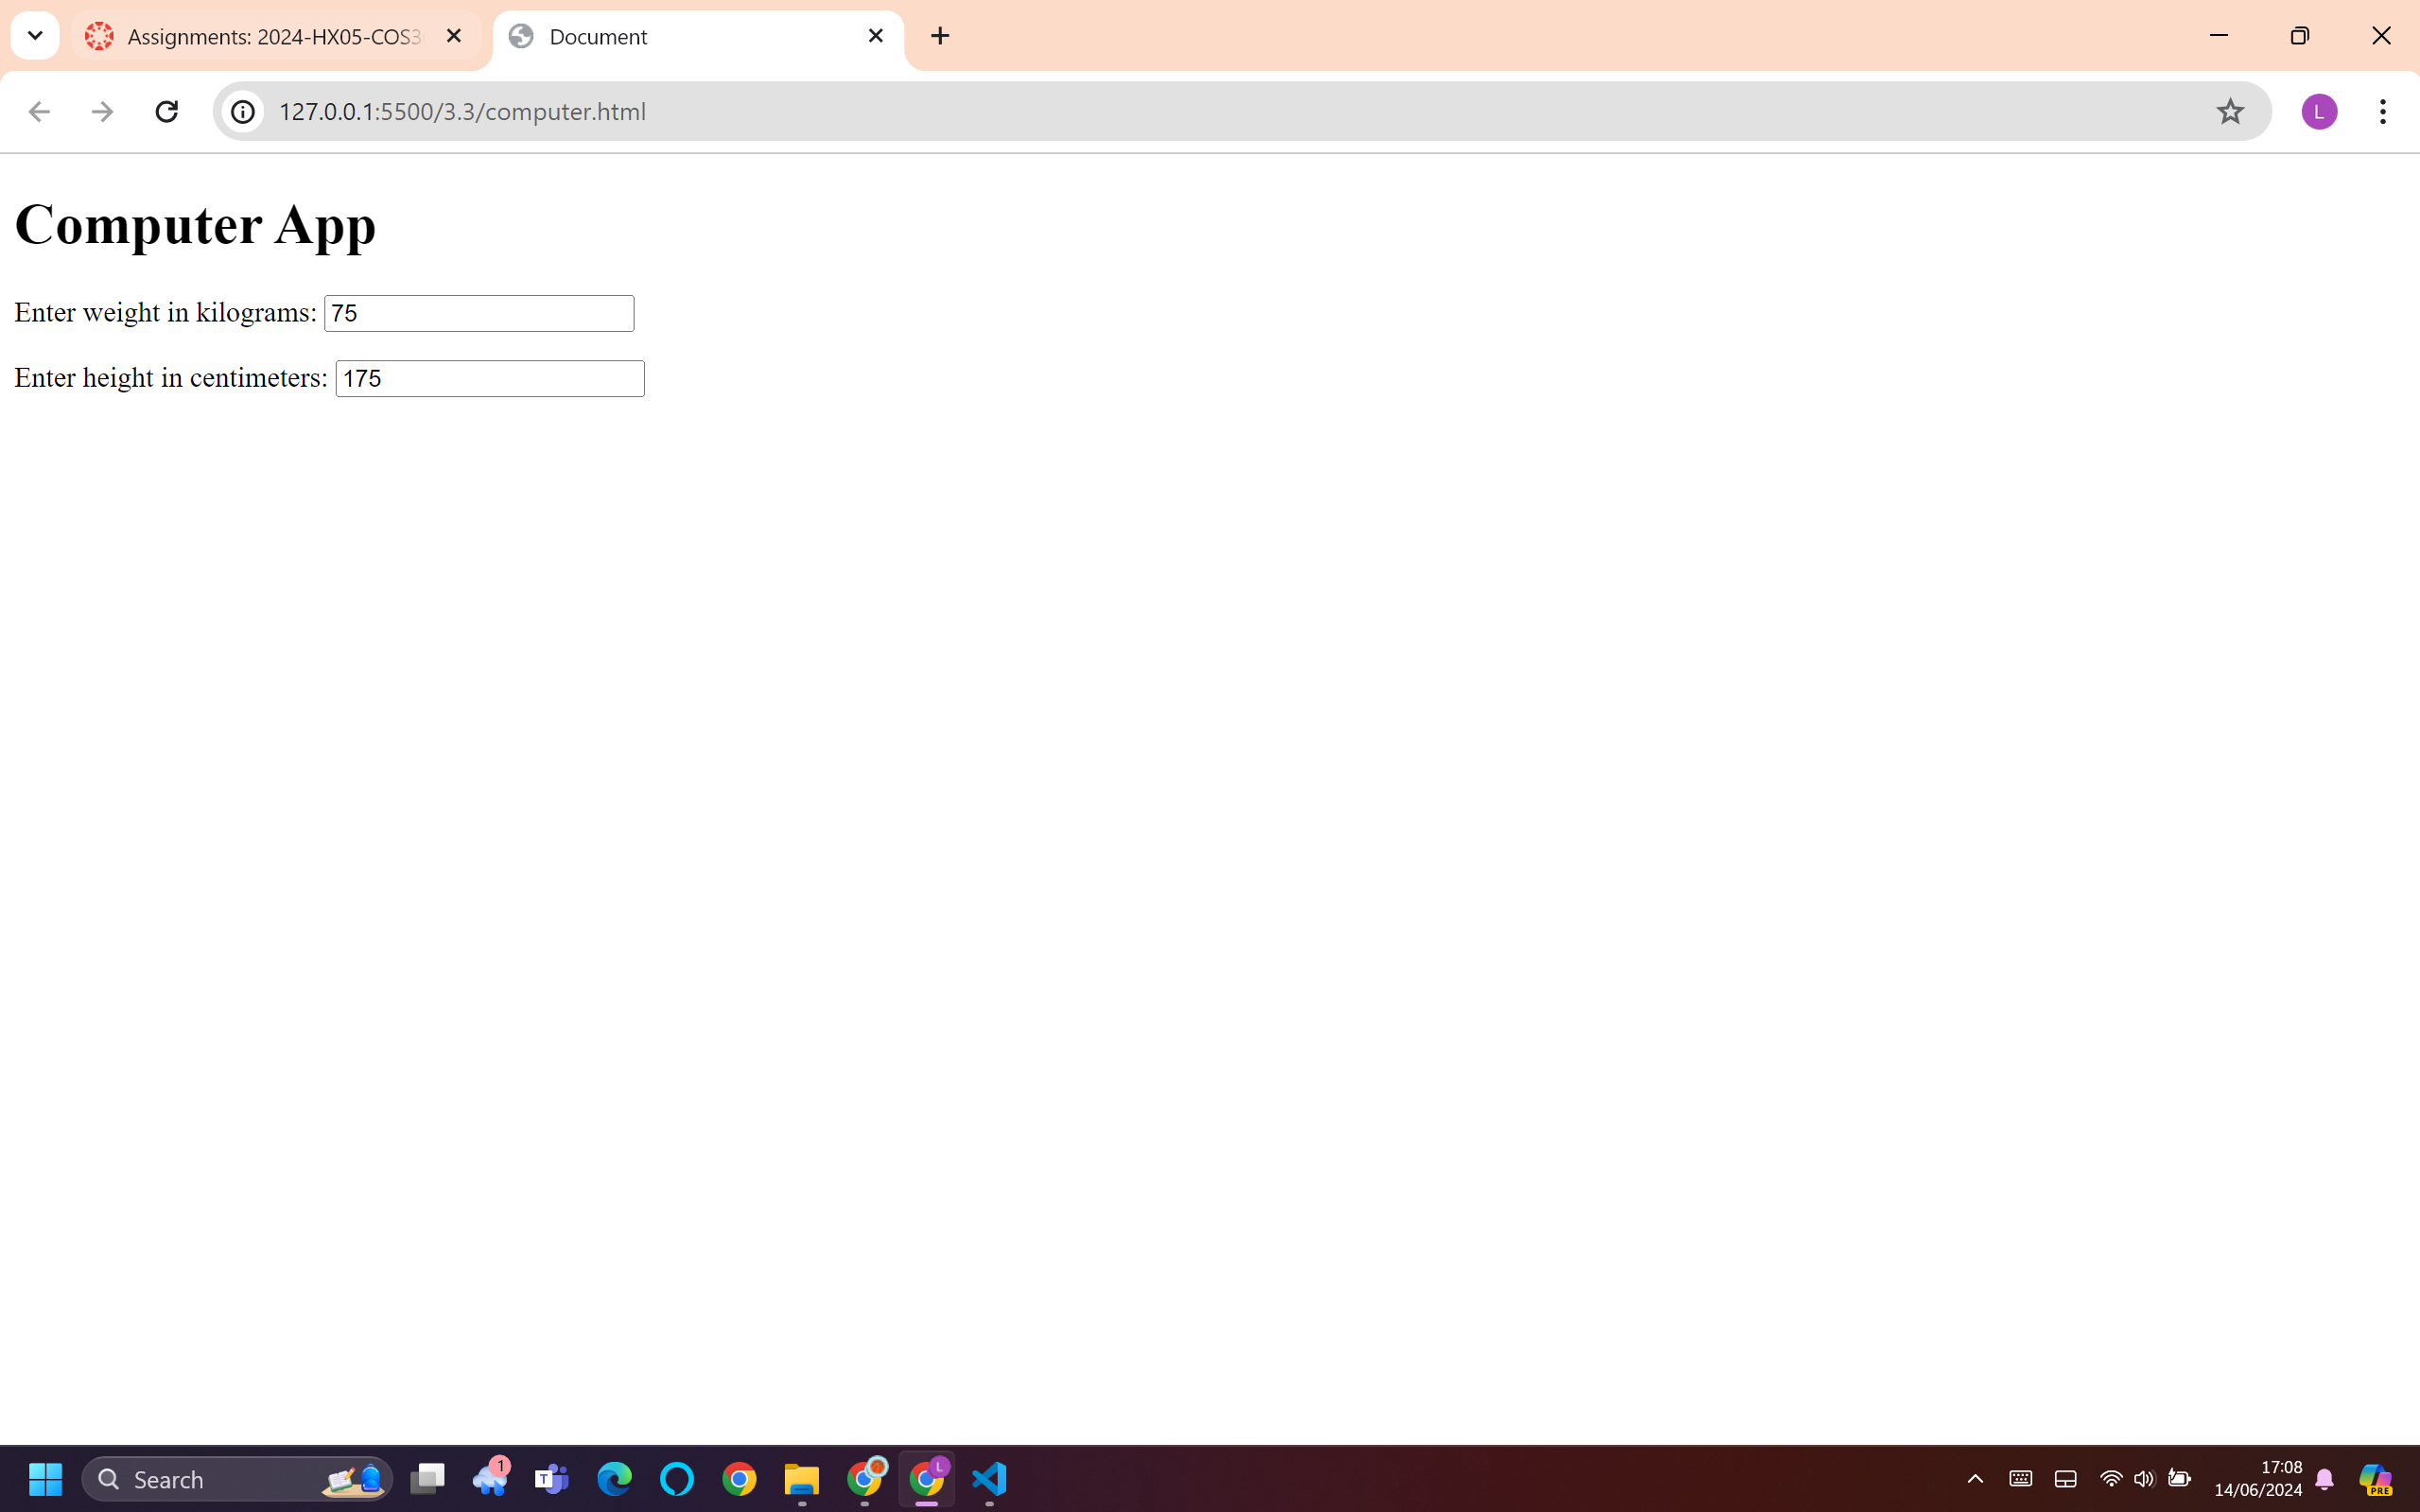 Assignments: 2024-HX05-COS3
Document
127.0.0.1:5500/3.3/computer.html
L
Computer App
Enter weight in kilograms: 75
Enter height in centimeters: 175
Search
1
T
L
17:08
14/06/2024
PRE